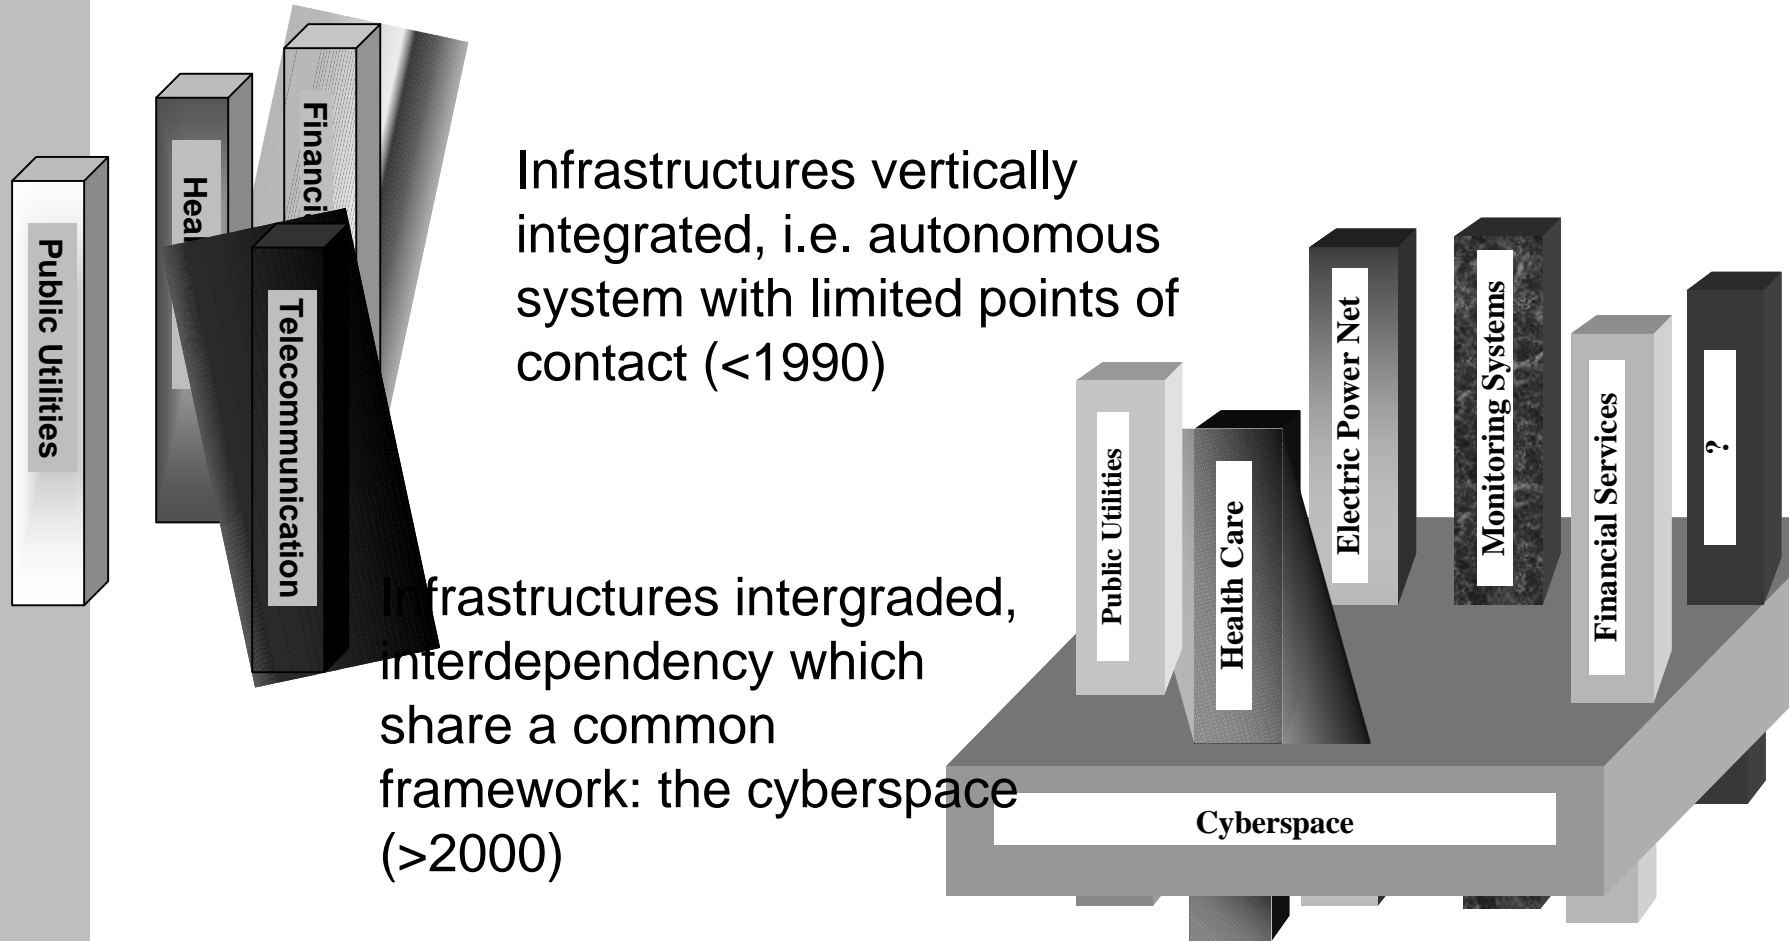 Public Utilities
Telecommunication
Infrastructures vertically
integrated, i.e. autonomous
system with limited points of
contact (<1990)
Infrastructures intergraded,
interdependency which
share a common
framework: the cyberspace
(>2000)
Public Utilities
Health Care
Electric Power Net
Monitoring Systems
Financial Services
?
Cyberspace